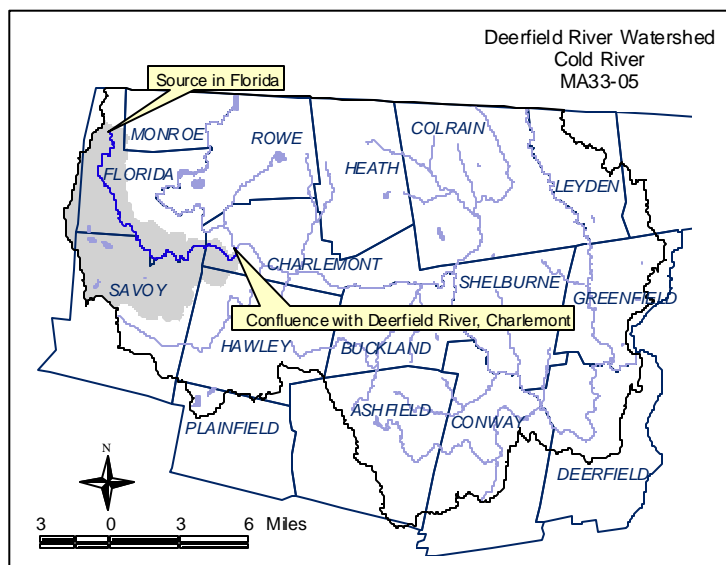 Deerfield River Watershed
Cold River
MA33-05
Source in Florida
MONROE
ROWE
COLRAIN
HEATH
FLORIDA
LEYDEN
CHARLEMONT
SHELBURNE
SAVOY
GREENFIELD
Confluence with Deerfield River, Charlemont
HAWLEY
BUCKLAND
ASHFIELD
CONWAY
PLAINFIELD
DEERFIELD
N
3 0 3 6 Miles